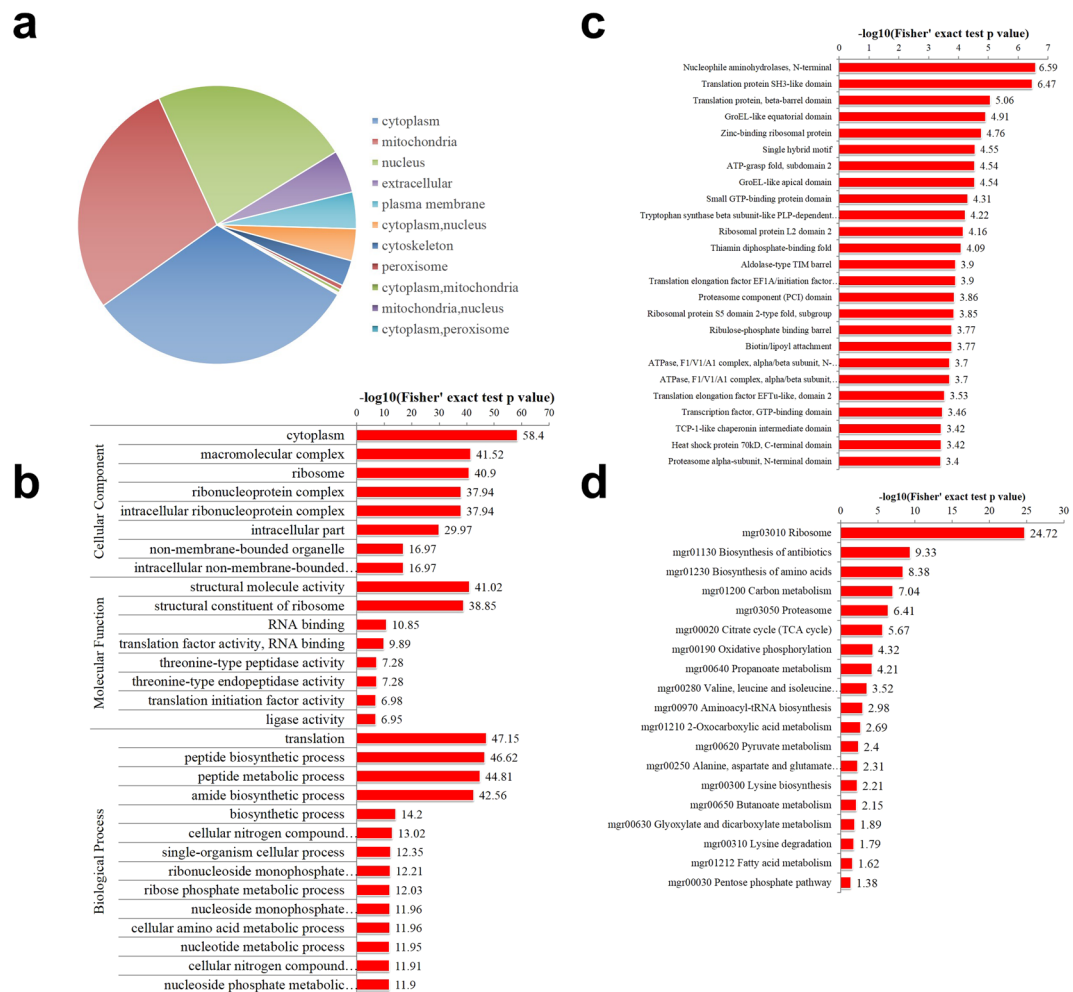 a
cytoplasm
mitochondria
nucleus
extracellular
plasma membrane
cytoplasm,nucleus
cytoskeleton
peroxisome
cytoplasm,mitochondria
mitochondria,nucleus
cytoplasm,peroxisome
b
-log10(Fisher' exact test p value)
0 10 20 30 40 50 60 70
Cellular Component
cytoplasm 58.4
macromolecular complex 41.52
ribosome 40.9
ribonucleoprotein complex 37.94
intracellular ribonucleoprotein complex 37.94
intracellular part 29.97
non-membrane-bounded organelle 16.97
intracellular non-membrane-bounded… 16.97
Molecular Function
structural molecule activity 41.02
structural constituent of ribosome 38.85
RNA binding 10.85
translation factor activity, RNA binding 9.89
threonine-type peptidase activity 7.28
threonine-type endopeptidase activity 7.28
translation initiation factor activity 6.98
ligase activity 6.95
Biological Process
translation 47.15
peptide biosynthetic process 46.62
peptide metabolic process 44.81
amide biosynthetic process 42.56
biosynthetic process 14.2
cellular nitrogen compound… 13.02
single-organism cellular process 12.35
ribonucleoside monophosphate… 12.21
ribose phosphate metabolic process 12.03
nucleoside monophosphate… 11.96
cellular amino acid metabolic process 11.96
nucleotide metabolic process 11.95
cellular nitrogen compound… 11.91
nucleoside phosphate metabolic… 11.9
c
-log10(Fisher' exact test p value)
0 1 2 3 4 5 6 7
Nucleophile aminohydrolases, N-terminal 6.59
Translation protein SH3-like domain 6.47
Translation protein, beta-barrel domain 5.06
GroEL-like equatorial domain 4.91
Zinc-binding ribosomal protein 4.76
Single hybrid motif 4.55
ATP-grasp fold, subdomain 2 4.54
GroEL-like apical domain 4.54
Small GTP-binding protein domain 4.31
Tryptophan synthase beta subunit-like PLP-dependent… 4.22
Ribosomal protein L2 domain 2 4.16
Thiamin diphosphate-binding fold 4.09
Aldolase-type TIM barrel 3.9
Translation elongation factor EF1A/initiation factor… 3.9
Proteasome component (PCI) domain 3.86
Ribosomal protein S5 domain 2-type fold, subgroup 3.85
Ribulose-phosphate binding barrel 3.77
Biotin/lipoyl attachment 3.77
ATPase, F1/V1/A1 complex, alpha/beta subunit, N-… 3.7
ATPase, F1/V1/A1 complex, alpha/beta subunit,… 3.7
Translation elongation factor EFTu-like, domain 2 3.53
Transcription factor, GTP-binding domain 3.46
TCP-1-like chaperonin intermediate domain 3.42
Heat shock protein 70kD, C-terminal domain 3.42
Proteasome alpha-subunit, N-terminal domain 3.4
d
-log10(Fisher' exact test p value)
0 5 10 15 20 25 30
mgr03010 Ribosome 24.72
mgr01130 Biosynthesis of antibiotics 9.33
mgr01230 Biosynthesis of amino acids 8.38
mgr01200 Carbon metabolism 7.04
mgr03050 Proteasome 6.41
mgr00020 Citrate cycle (TCA cycle) 5.67
mgr00190 Oxidative phosphorylation 4.32
mgr00640 Propanoate metabolism 4.21
mgr00280 Valine, leucine and isoleucine… 3.52
mgr00970 Aminoacyl-tRNA biosynthesis 2.98
mgr01210 2-Oxocarboxylic acid metabolism 2.69
mgr00620 Pyruvate metabolism 2.4
mgr00250 Alanine, aspartate and glutamate… 2.31
mgr00300 Lysine biosynthesis 2.21
mgr00650 Butanoate metabolism 2.15
mgr00630 Glyoxylate and dicarboxylate metabolism 1.89
mgr00310 Lysine degradation 1.79
mgr01212 Fatty acid metabolism 1.62
mgr00030 Pentose phosphate pathway 1.38